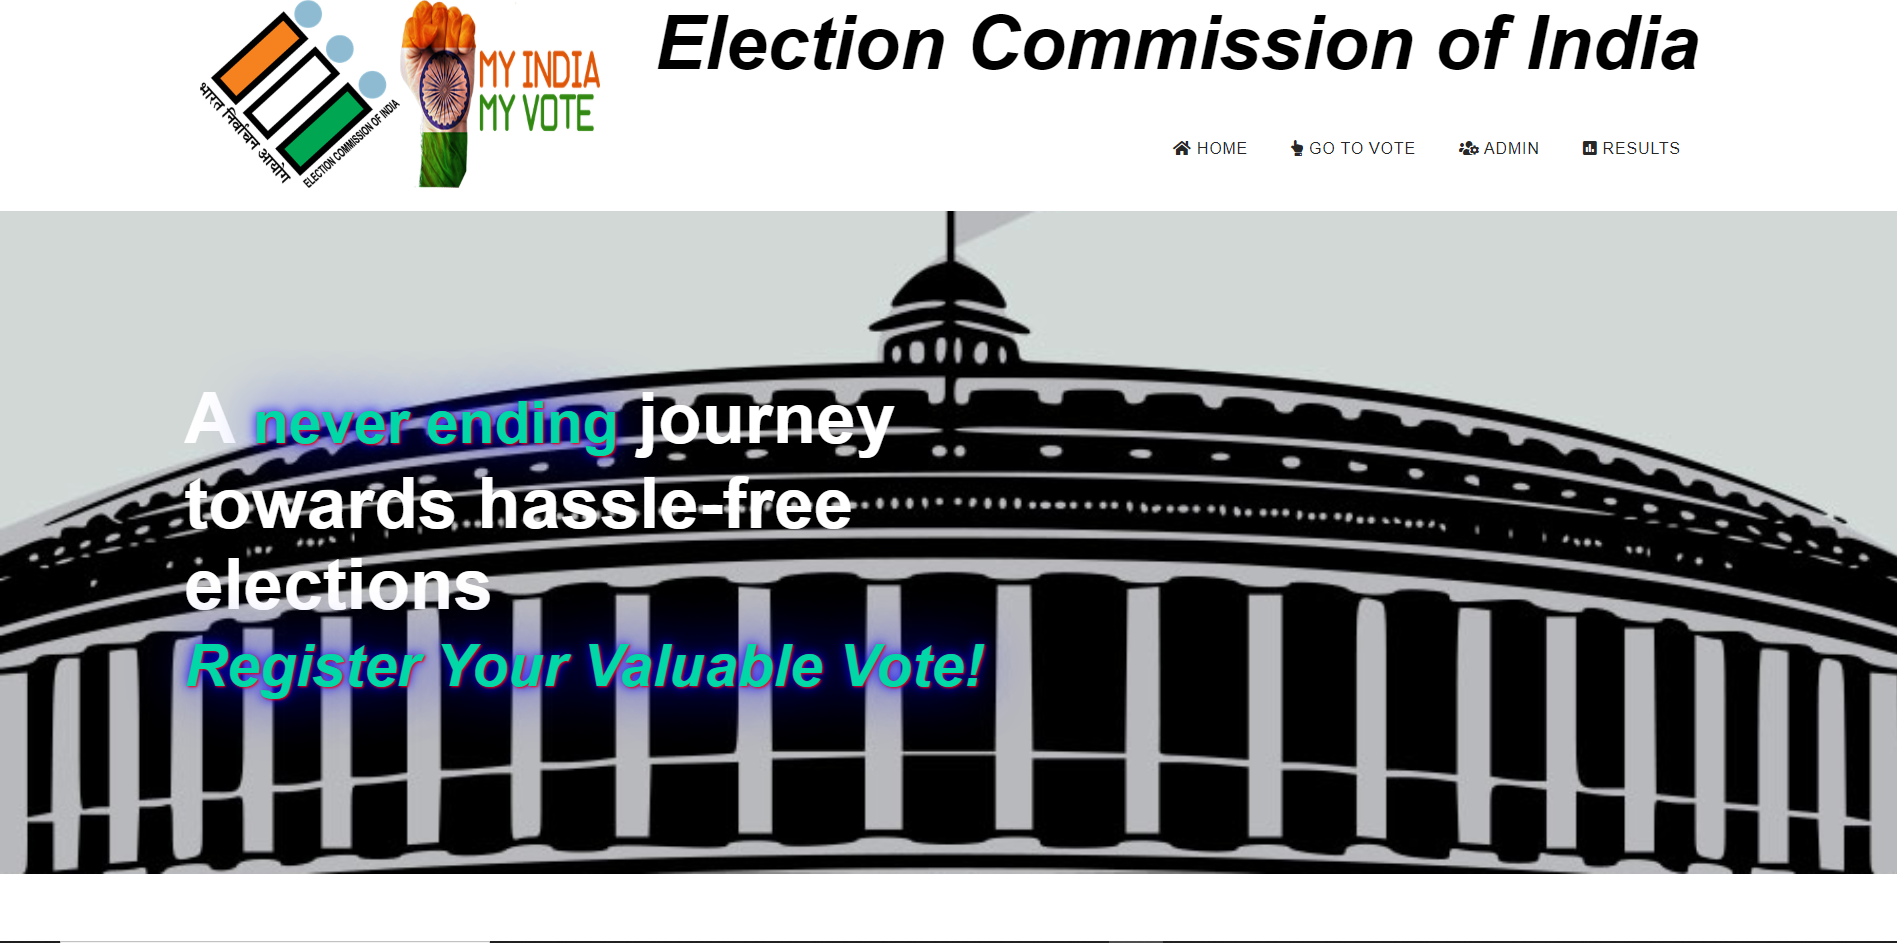 भारत निर्वाचन आयोग
ELECTION COMMISSION OF INDIA
MY INDIA
MY VOTE
Election Commission of India
HOME GO TO VOTE ADMIN RESULTS
A never ending journey
towards hassle-free
elections
Register Your Valuable Vote!